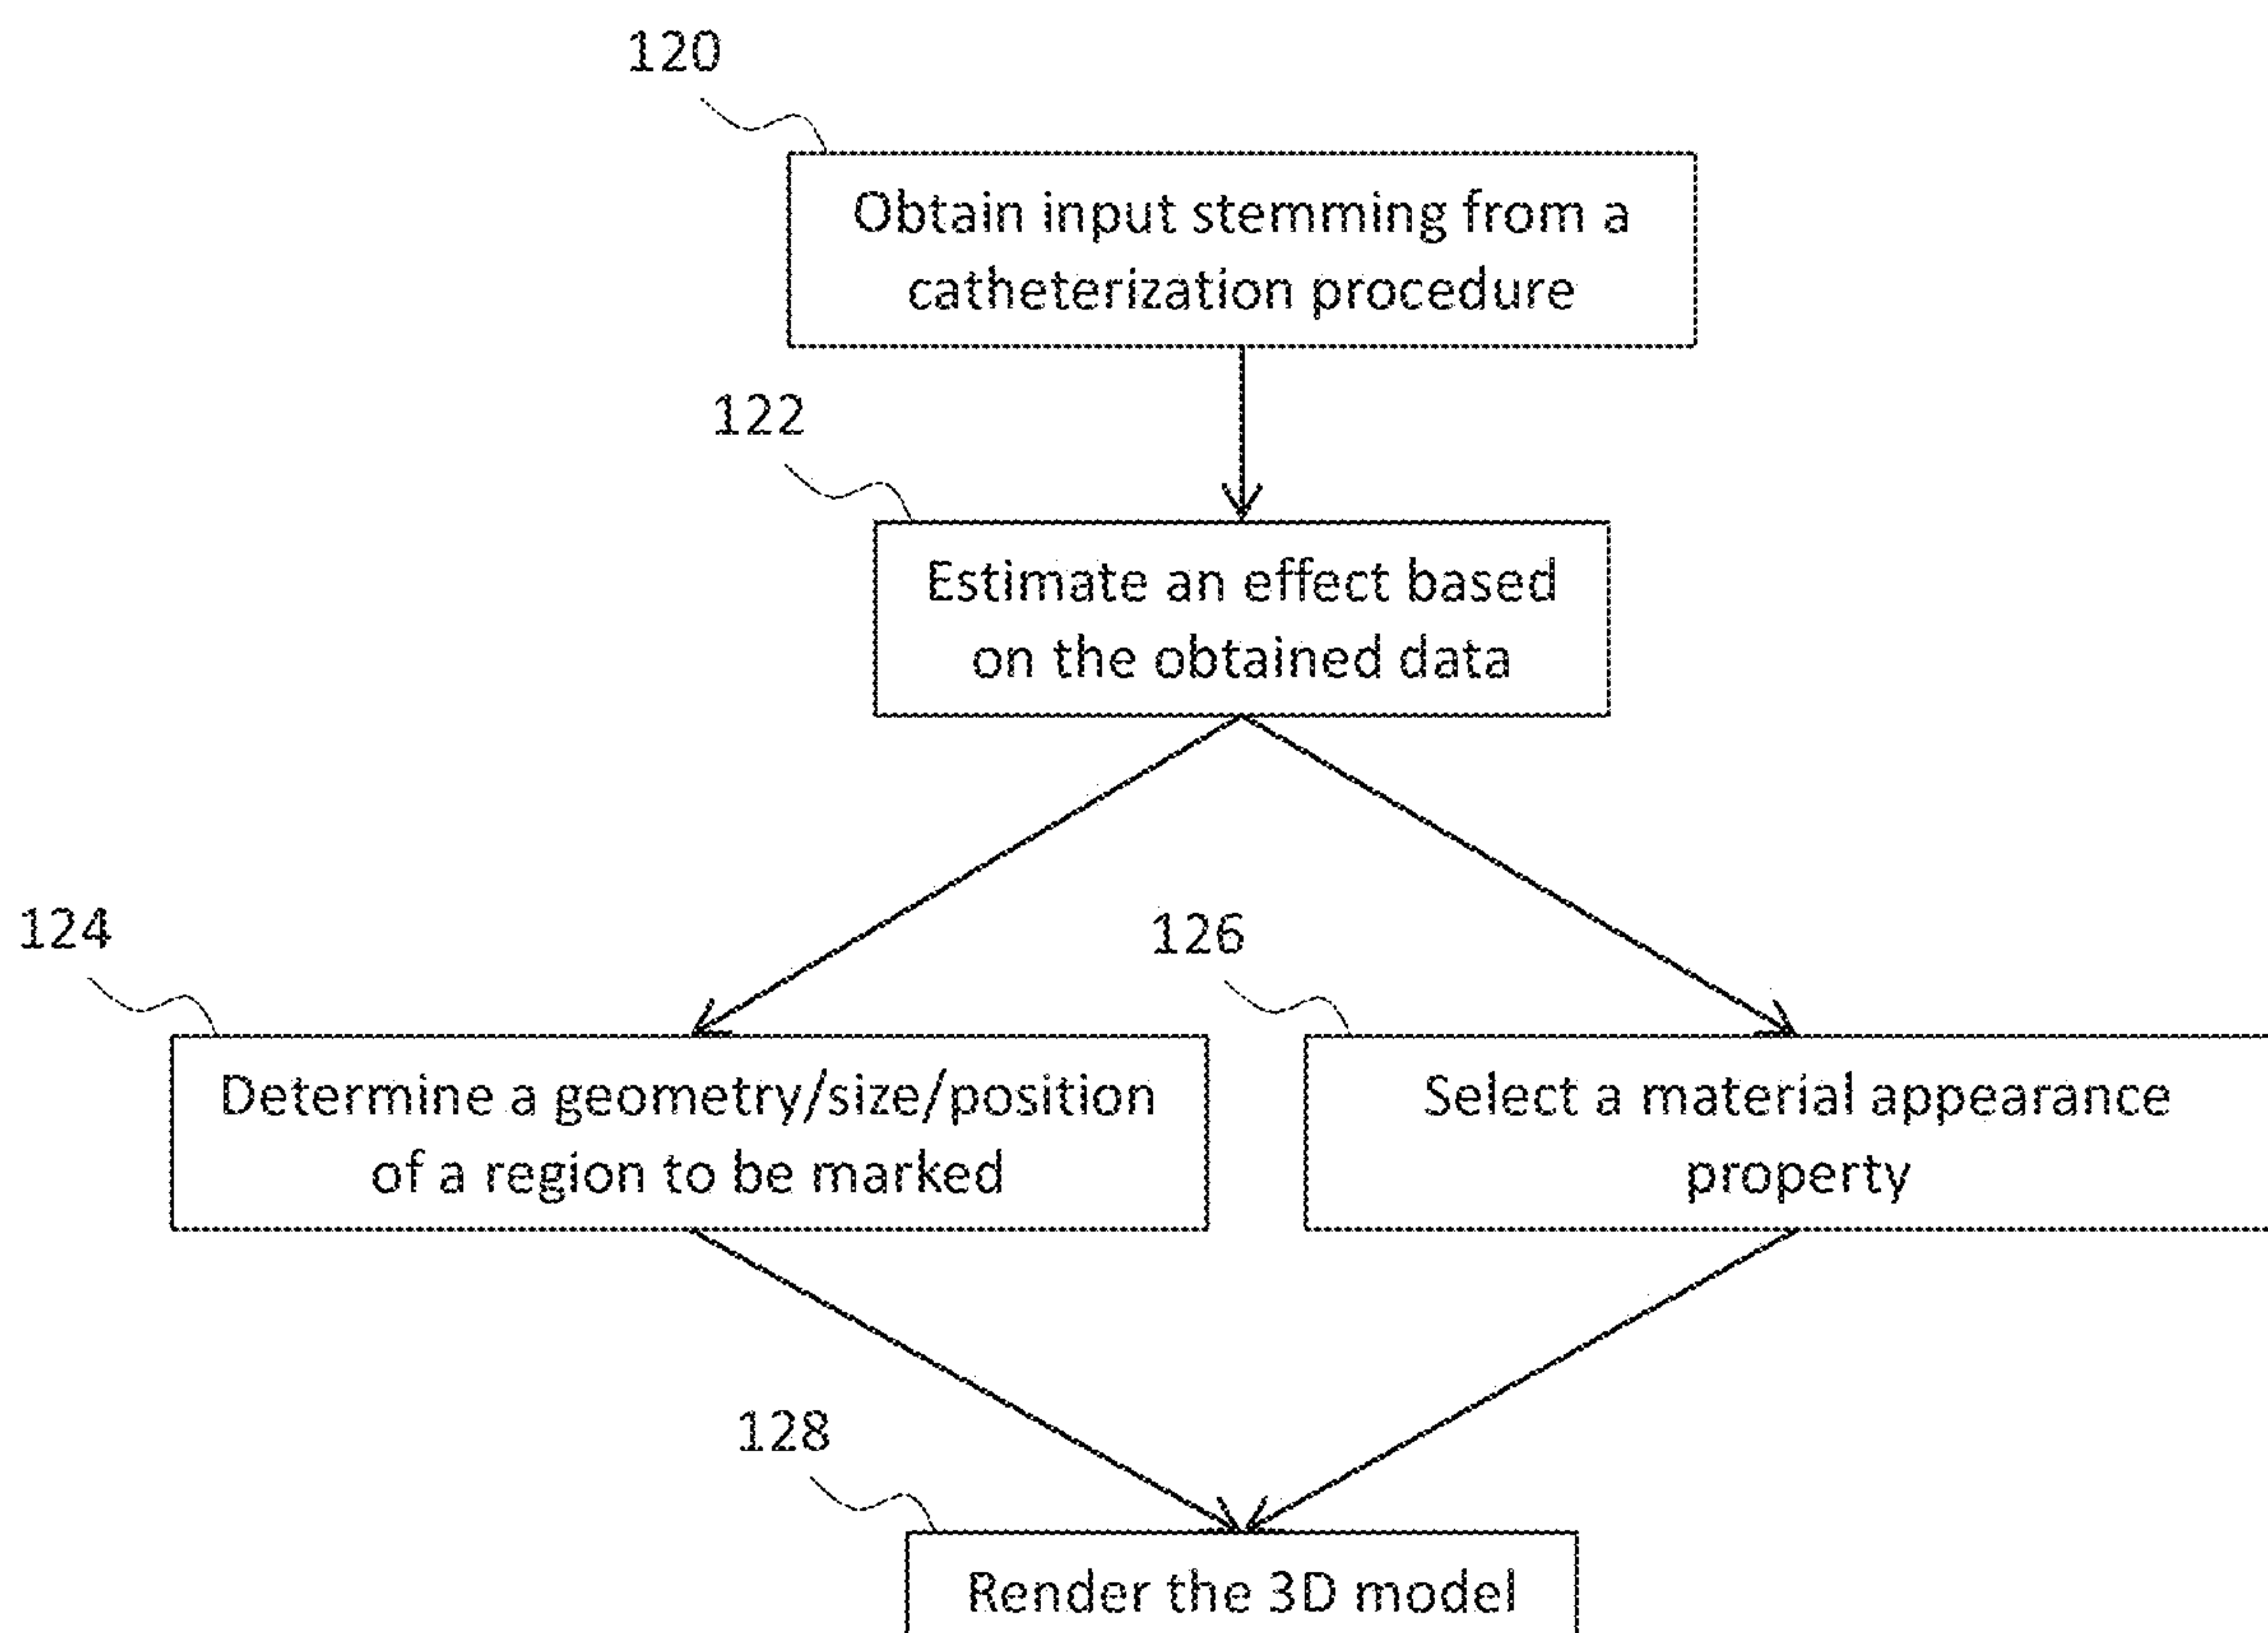 120
Obtain input stemming from a
catheterization procedure
122
Estimate an effect based
on the obtained data
124
Determine a geometry/size/position
of a region to be marked
126
Select a material appearance
property
128
Render the 3D model